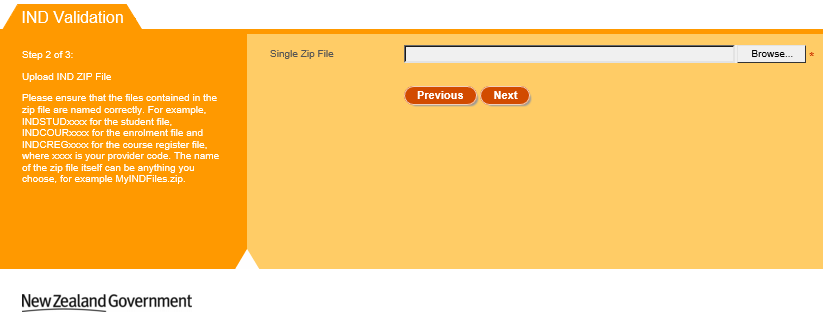 IND Validation
Step 2 of 3:
Single Zip File
Browse...
*
Upload IND ZIP File
Please ensure that the files contained in the
zip file are named correctly. For example,
INDSTUDxxxx for the student file,
INDCOURxxxx for the enrolment file and
INDCREGxxxx for the course register file,
where xxxx is your provider code. The name
of the zip file itself can be anything you
choose, for example MyINDFiles.zip.
Previous
Next
New Zealand Government